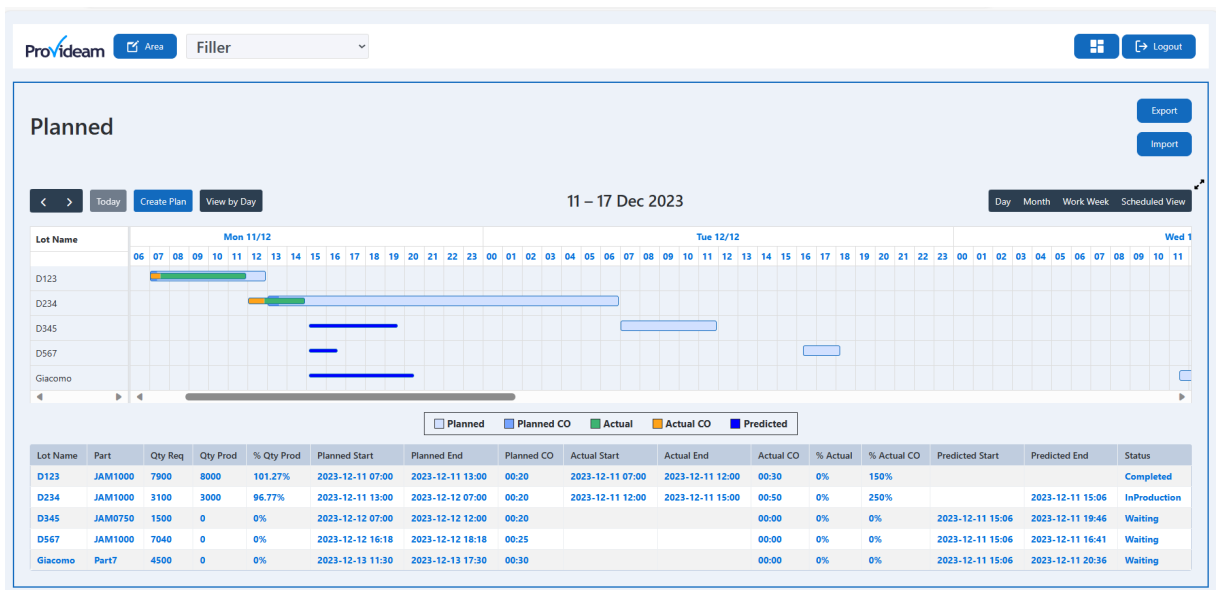 Provideam Area Filler Logout
Planned
Export
Import
Today Create Plan View by Day 11 – 17 Dec 2023 Day Month Work Week Scheduled View
Lot Name Mon 11/12 Tue 12/12 Wed 1
06 07 08 09 10 11 12 13 14 15 16 17 18 19 20 21 22 23 00 01 02 03 04 05 06 07 08 09 10 11 12 13 14 15 16 17 18 19 20 21 22 23 00 01 02 03 04 05 06 07 08 09 10 11
D123
D234
D345
D567
Giacomo
Planned Planned CO Actual Actual CO Predicted
Lot Name Part Qty Req Qty Prod % Qty Prod Planned Start Planned End Planned CO Actual Start Actual End Actual CO % Actual % Actual CO Predicted Start Predicted End Status
D123 JAM1000 7900 8000 101.27% 2023-12-11 07:00 2023-12-11 13:00 00:20 2023-12-11 07:00 2023-12-11 12:00 00:30 0% 150% Completed
D234 JAM1000 3100 3000 96.77% 2023-12-11 13:00 2023-12-12 07:00 00:20 2023-12-11 12:00 2023-12-11 15:00 00:50 0% 250% 2023-12-11 15:06 InProduction
D345 JAM0750 1500 0 0% 2023-12-12 07:00 2023-12-12 12:00 00:20 00:00 0% 0% 2023-12-11 15:06 2023-12-11 19:46 Waiting
D567 JAM1000 7040 0 0% 2023-12-12 16:18 2023-12-12 18:18 00:25 00:00 0% 0% 2023-12-11 15:06 2023-12-11 16:41 Waiting
Giacomo Part7 4500 0 0% 2023-12-13 11:30 2023-12-13 17:30 00:30 00:00 0% 0% 2023-12-11 15:06 2023-12-11 20:36 Waiting